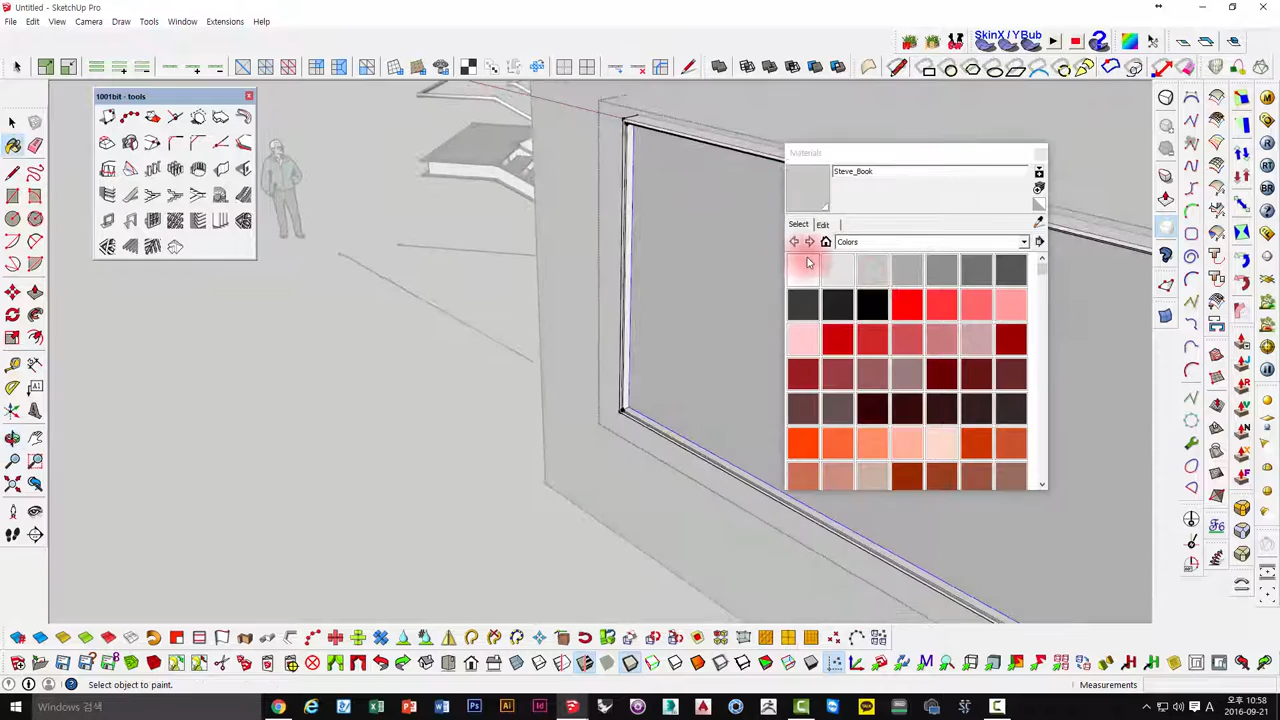 Untitled - SketchUp Pro
File Edit View Camera Draw Tools Window Extensions Help
SkinX / YBub
1001bit - tools
Materials
Steve_Book
Select Edit
Colors
Select object to paint.
Measurements
Windows 검색
오후 10:58
2016-09-21